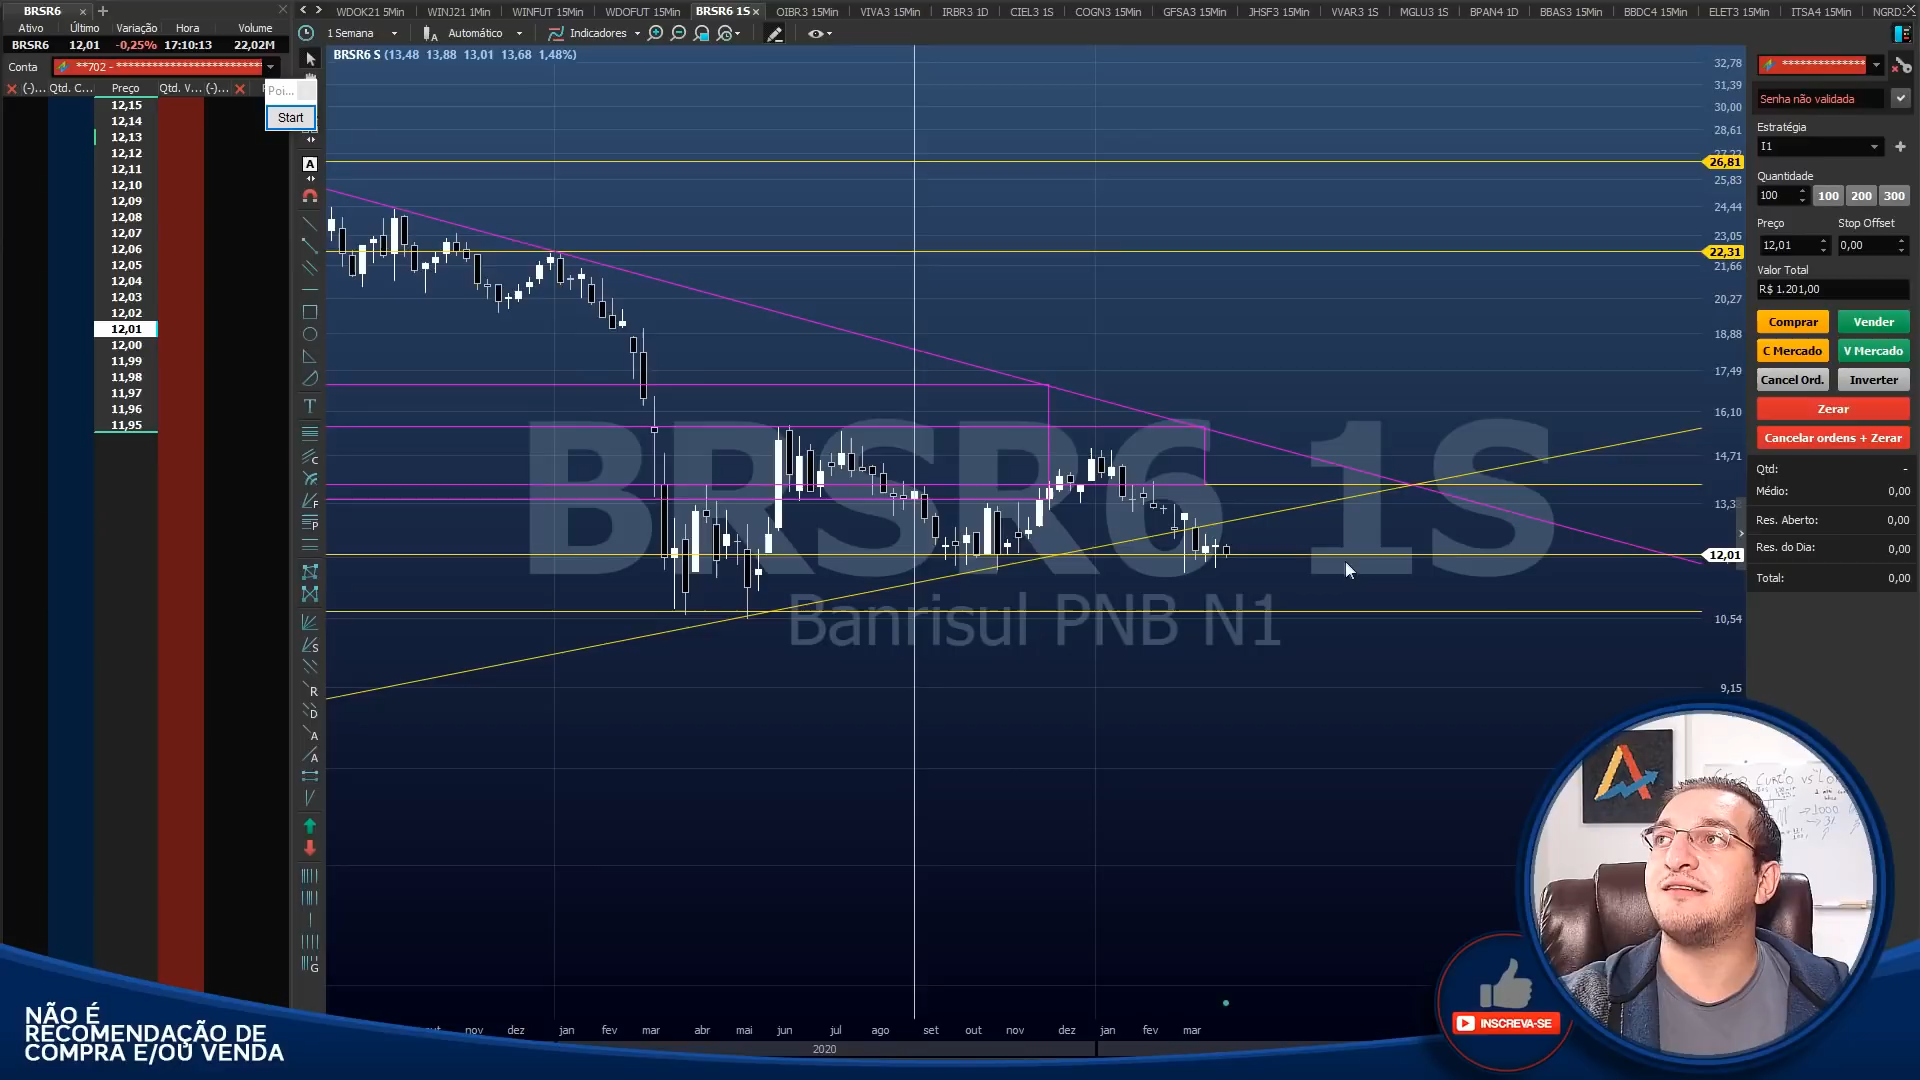 BRSR6
WDOK21 5Min
WINJ21 1Min
WINFUT 15Min
WDOFUT 15Min
BRSR6 1S
OIBR3 15Min
VIVA3 15Min
IRBR3 1D
CIEL3 1S
COGN3 15Min
GFSA3 15Min
JHSF3 15Min
VVAR3 1S
MGLU3 1S
BPAN4 1D
BBAS3 15Min
BBDC4 15Min
ELET3 15Min
ITSA4 15Min
NGRD3
Ativo Último Variação Hora Volume
BRSR6 12,01 -0,25% 17:10:13 22,02M
1 Semana Automático Indicadores
Conta **702 - *************************
(-)... Qtd. C... Preço Qtd. V... (-)...
Poi...
Start
12,15
12,14
12,13
12,12
12,11
12,10
12,09
12,08
12,07
12,06
12,05
12,04
12,03
12,02
12,01
12,00
11,99
11,98
11,97
11,96
11,95
BRSR6 S (13,48 13,88 13,01 13,68 1,48%)
BRSR6 1S
Banrisul PNB N1
32,78
31,39
30,00
28,61
27,22
26,81
25,83
24,44
23,05
22,31
21,66
20,27
18,88
17,49
16,10
14,71
13,3
12,01
10,54
9,15
nov dez jan fev mar abr mai jun jul ago set out nov dez jan fev mar
2020
***************
Senha não validada
Estratégia
I1
Quantidade
100 100 200 300
Preço Stop Offset
12,01 0,00
Valor Total
R$ 1.201,00
Comprar Vender
C Mercado V Mercado
Cancel Ord. Inverter
Zerar
Cancelar ordens + Zerar
Qtd: -
Médio: 0,00
Res. Aberto: 0,00
Res. do Dia: 0,00
Total: 0,00
NÃO É
RECOMENDAÇÃO DE
COMPRA E/OU VENDA
INSCREVA-SE